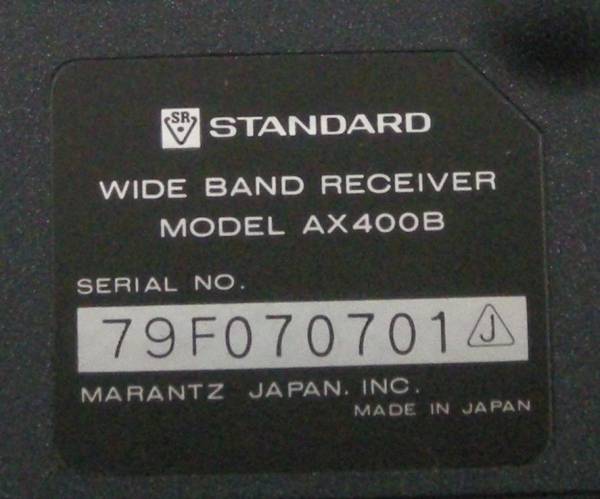 SR STANDARD
WIDE BAND RECEIVER
MODEL AX400B
SERIAL NO.
79F070701 J
MARANTZ JAPAN. INC.
MADE IN JAPAN